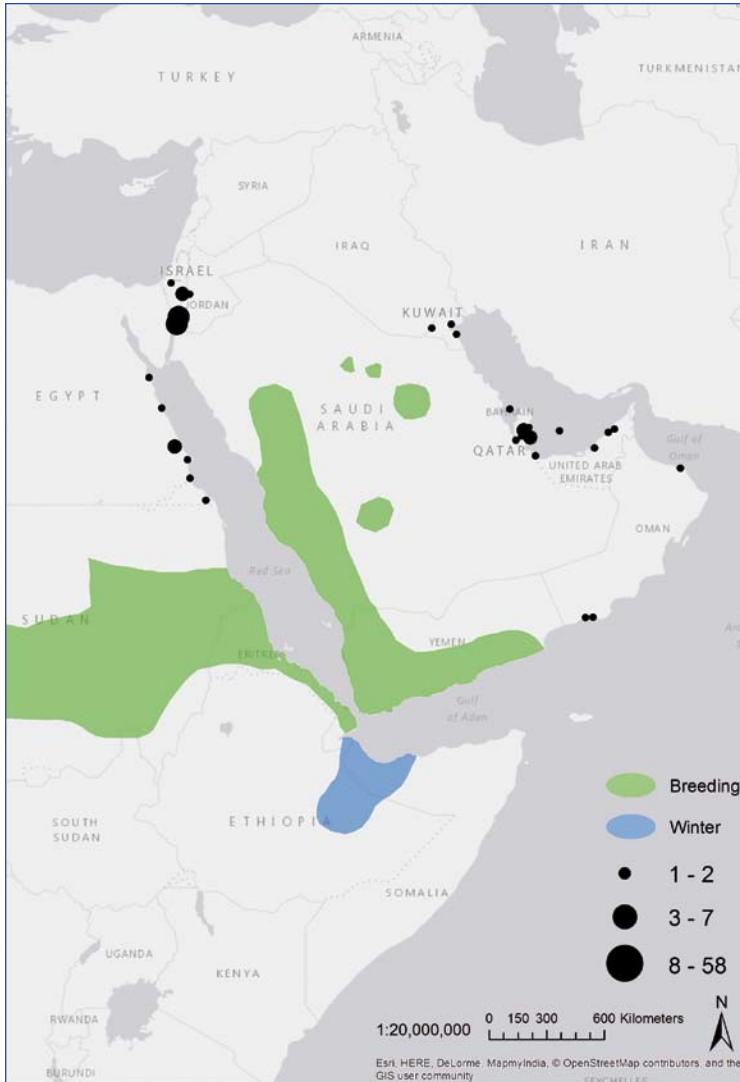 ARMENIA
TURKEY
TURKMENISTAN
SYRIA
IRAQ
IRAN
ISRAEL
JORDAN
KUWAIT
EGYPT
SAUDI
ARABIA
BAHRAIN
QATAR
Gulf of
Oman
UNITED ARAB
EMIRATES
OMAN
Red Sea
SUDAN
YEMEN
ERITREA
Gulf
of Aden
Breeding
Winter
SOUTH
SUDAN
ETHIOPIA
1 - 2
SOMALIA
3 - 7
UGANDA
KENYA
8 - 58
RWANDA
N
1:20,000,000
0 150 300 600 Kilometers
BURUNDI
Esri, HERE, DeLorme, MapmyIndia, © OpenStreetMap contributors, and the
GIS user community
SEYCHELLES